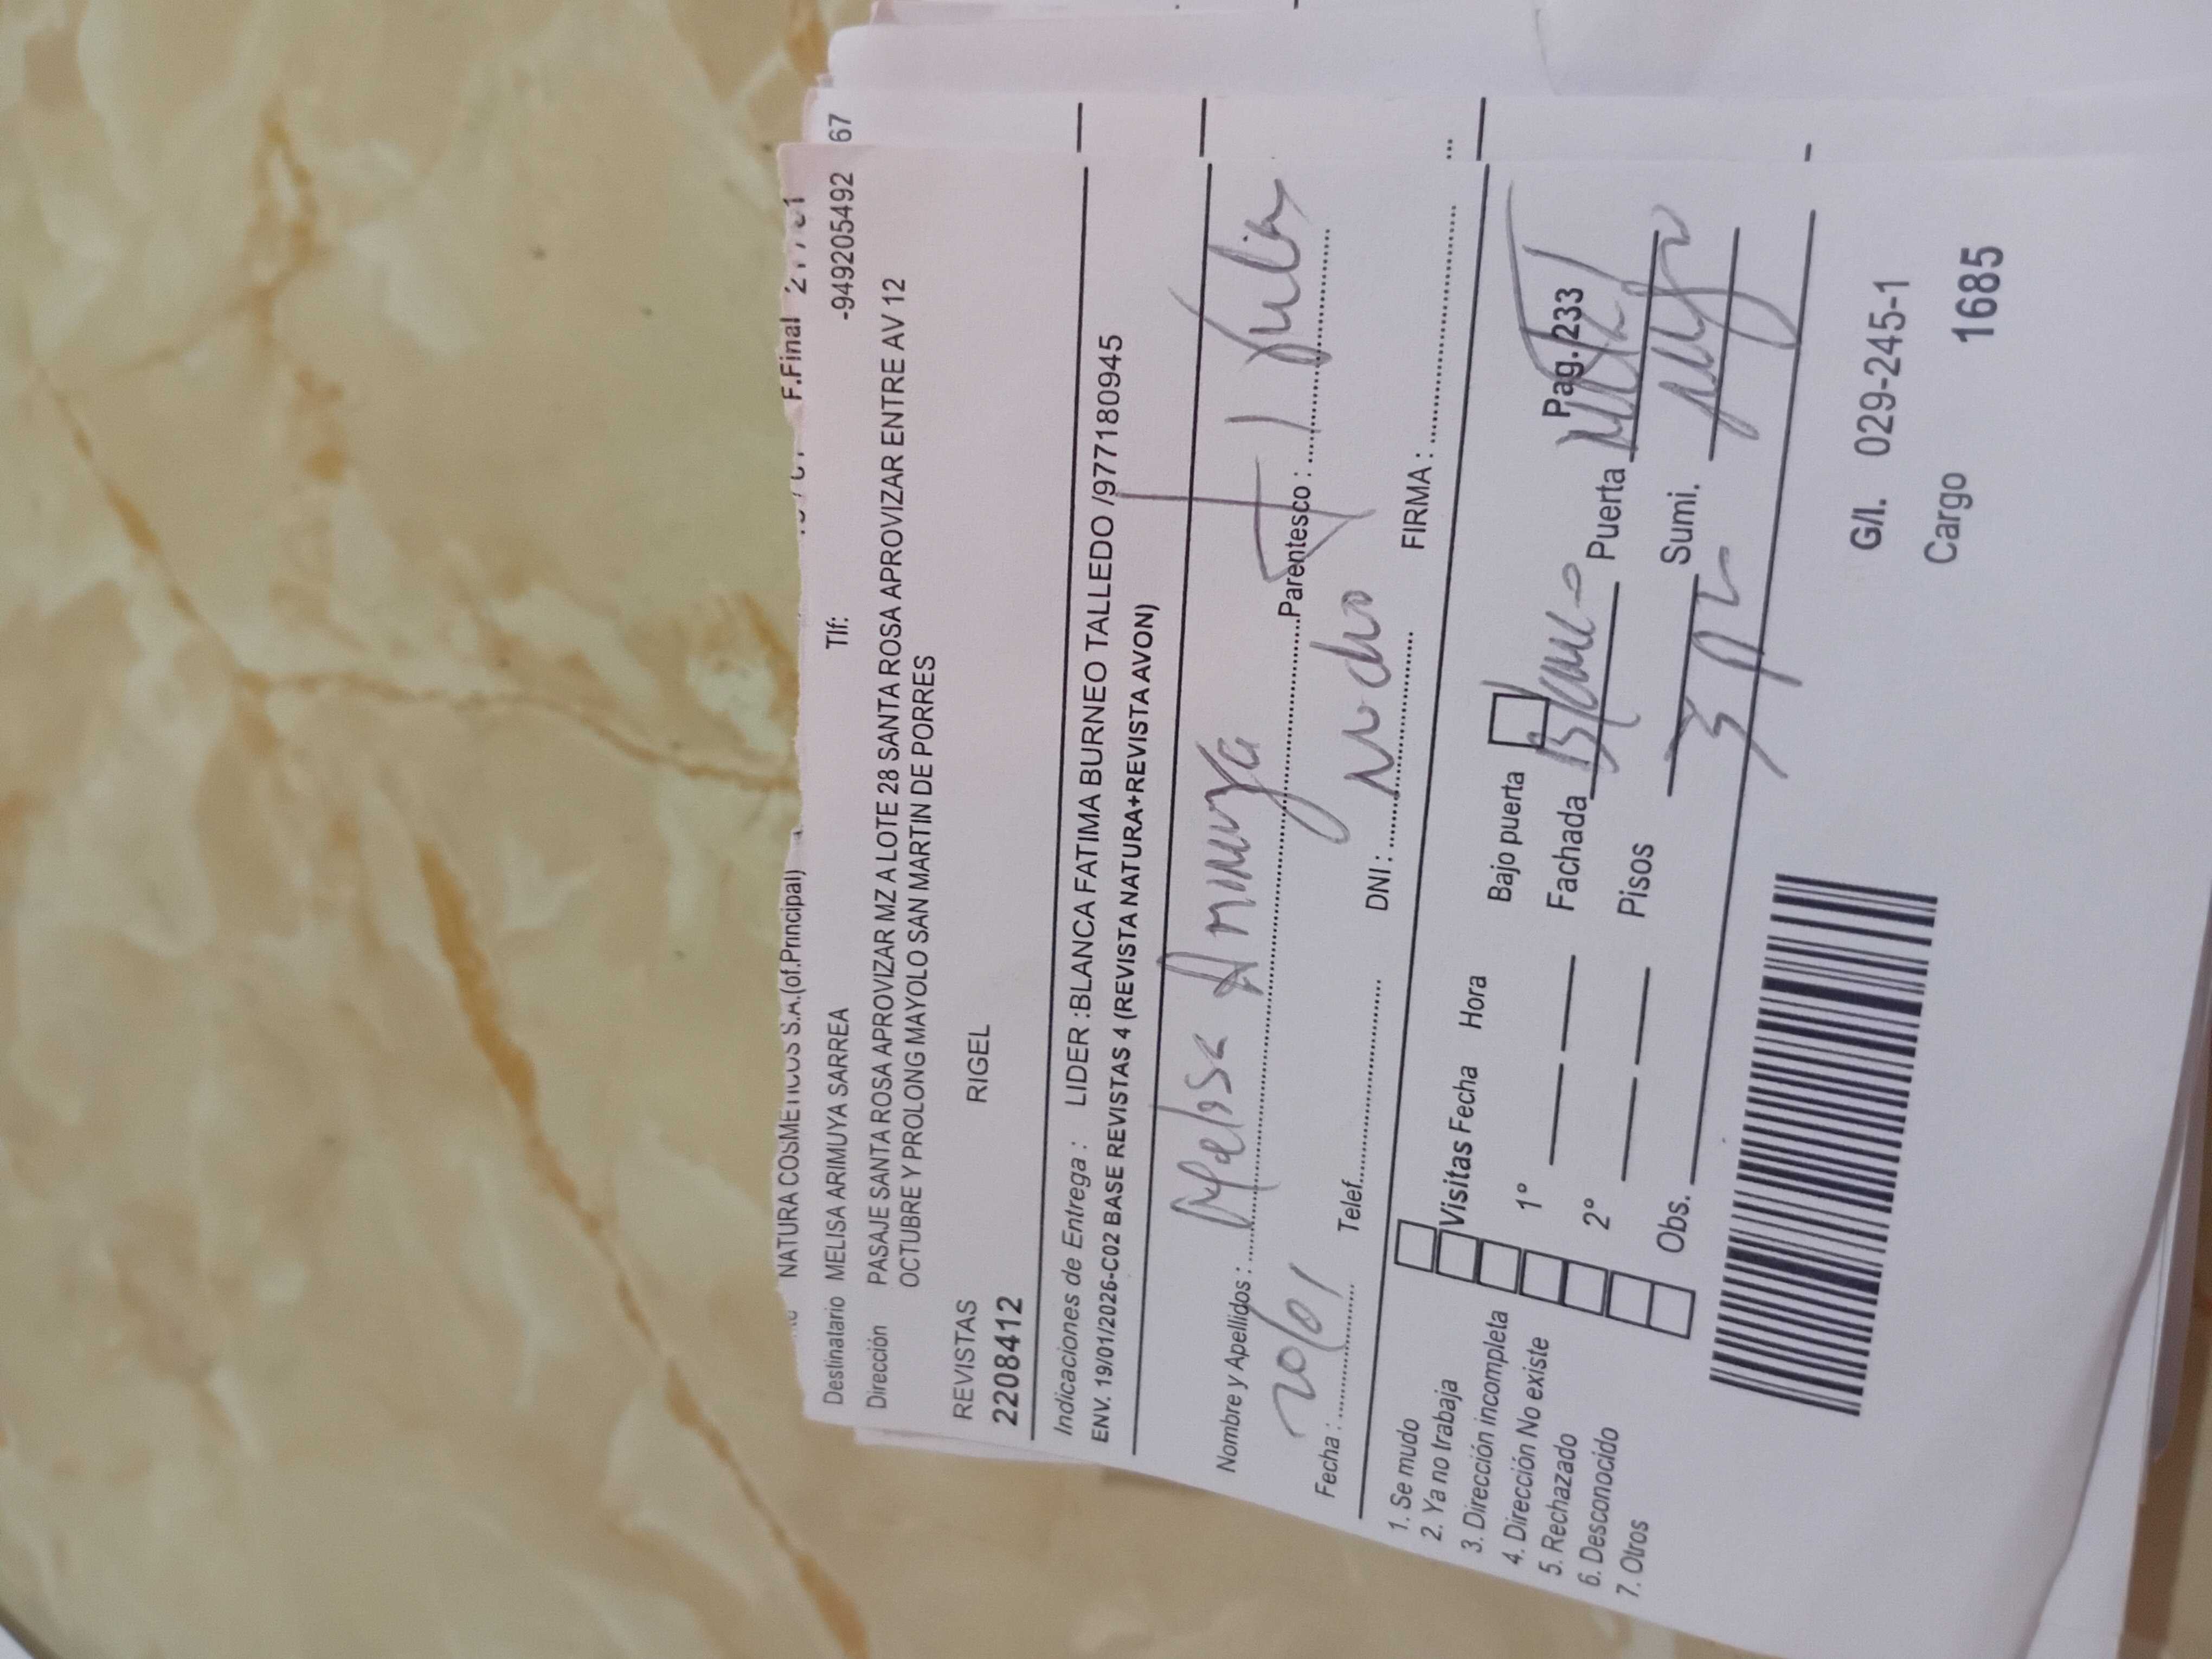 NATURA COSMETICOS S.A.(of.Principal) F.Final
Destinatario MELISA ARIMUYA SARREA Tlf: -949205492 67
Dirección PASAJE SANTA ROSA APROVIZAR MZ A LOTE 28 SANTA ROSA APROVIZAR ENTRE AV 12
OCTUBRE Y PROLONG MAYOLO SAN MARTIN DE PORRES
REVISTAS RIGEL
2208412
Indicaciones de Entrega : LIDER :BLANCA FATIMA BURNEO TALLEDO /977180945
ENV. 19/01/2026-C02 BASE REVISTAS 4 (REVISTA NATURA+REVISTA AVON)
Nombre y Apellidos : Melisa Arimuya Parentesco :
Fecha : 20/01 Telef. DNI : FIRMA :
1. Se mudo
2. Ya no trabaja
3. Dirección incompleta
4. Dirección No existe
5. Rechazado
6. Desconocido
7. Otros
Visitas Fecha Hora
1º
2º
Obs.
Bajo puerta
Pag.233
Fachada Blanco Puerta
Pisos 3 Sumi.
G/I. 029-245-1
Cargo 1685